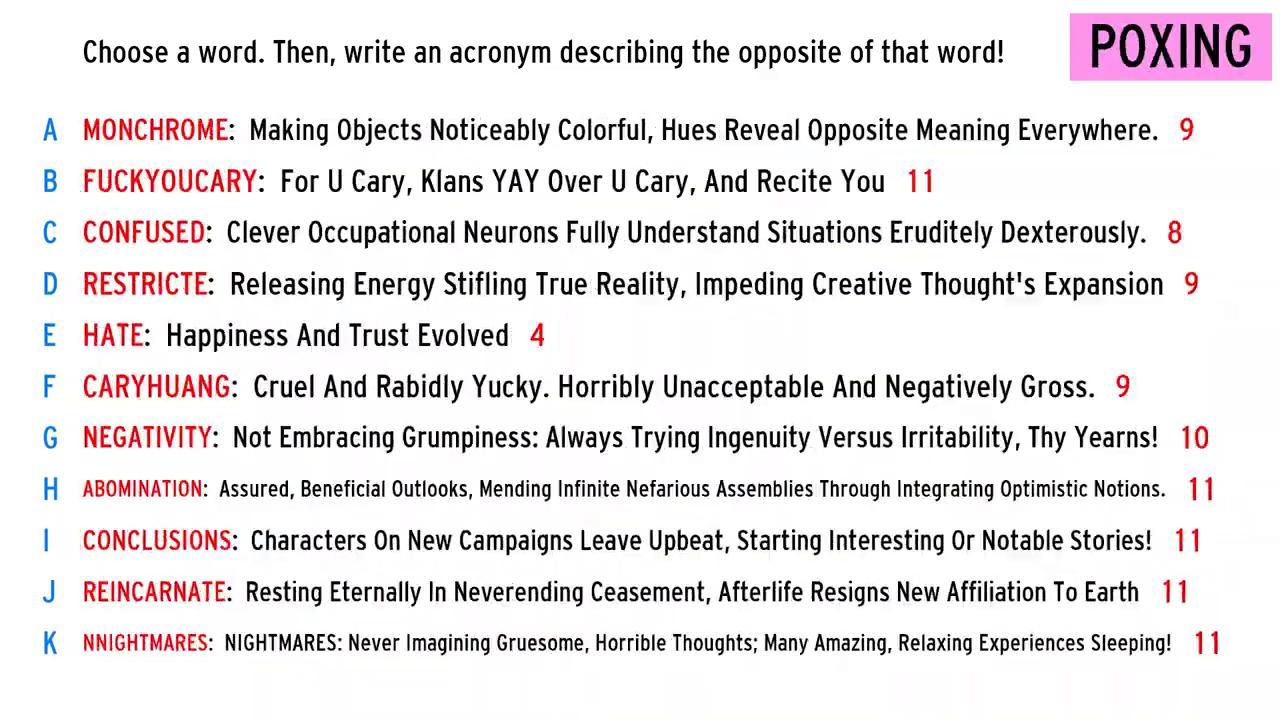 Choose a word. Then, write an acronym describing the opposite of that word!
POXING
A MONCHROME: Making Objects Noticeably Colorful, Hues Reveal Opposite Meaning Everywhere. 9
B FUCKYOUCARY: For U Cary, Klans YAY Over U Cary, And Recite You 11
C CONFUSED: Clever Occupational Neurons Fully Understand Situations Eruditely Dexterously. 8
D RESTRICTE: Releasing Energy Stifling True Reality, Impeding Creative Thought's Expansion 9
E HATE: Happiness And Trust Evolved 4
F CARYHUANG: Cruel And Rabidly Yucky. Horribly Unacceptable And Negatively Gross. 9
G NEGATIVITY: Not Embracing Grumpiness: Always Trying Ingenuity Versus Irritability, Thy Yearns! 10
H ABOMINATION: Assured, Beneficial Outlooks, Mending Infinite Nefarious Assemblies Through Integrating Optimistic Notions. 11
I CONCLUSIONS: Characters On New Campaigns Leave Upbeat, Starting Interesting Or Notable Stories! 11
J REINCARNATE: Resting Eternally In Neverending Ceasement, Afterlife Resigns New Affiliation To Earth 11
K NNIGHTMARES: NIGHTMARES: Never Imagining Gruesome, Horrible Thoughts; Many Amazing, Relaxing Experiences Sleeping! 11